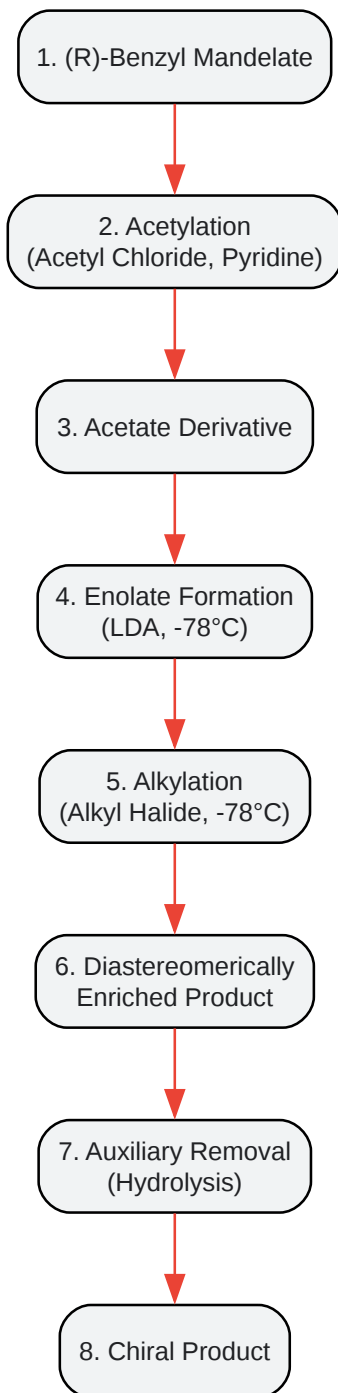 1. (R)-Benzyl Mandelate
2. Acetylation
(Acetyl Chloride, Pyridine)
3. Acetate Derivative
4. Enolate Formation
(LDA, -78°C)
5. Alkylation
(Alkyl Halide, -78°C)
6. Diastereomerically
Enriched Product
7. Auxiliary Removal
(Hydrolysis)
8. Chiral Product